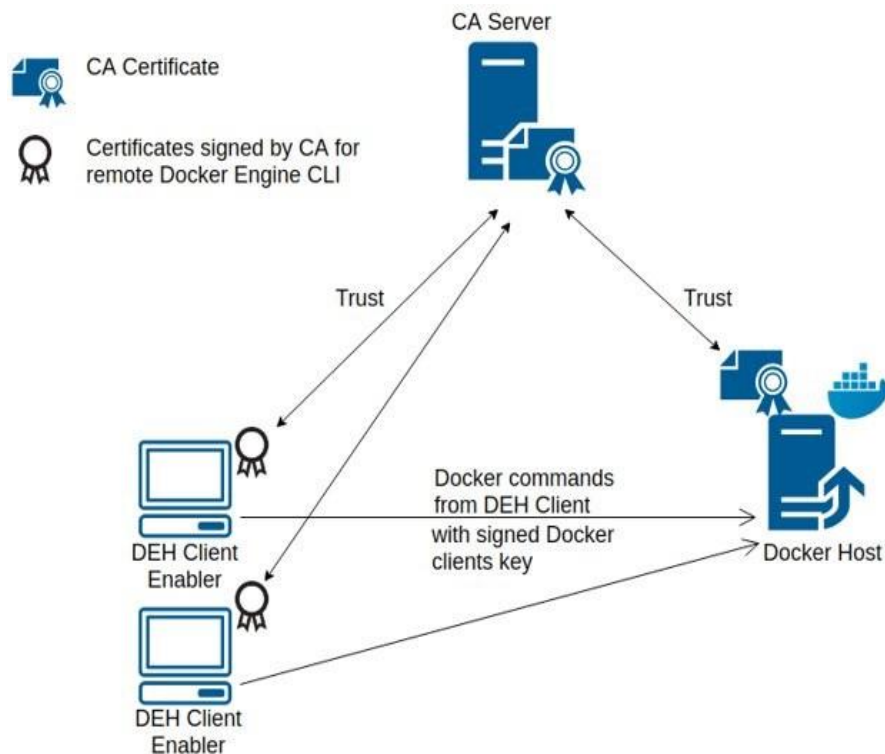 CA Server
CA Certificate
Certificates signed by CA for
remote Docker Engine CLI
Trust
Trust
Docker commands
from DEH Client
with signed Docker
clients key
DEH Client
Enabler
Docker Host
DEH Client
Enabler